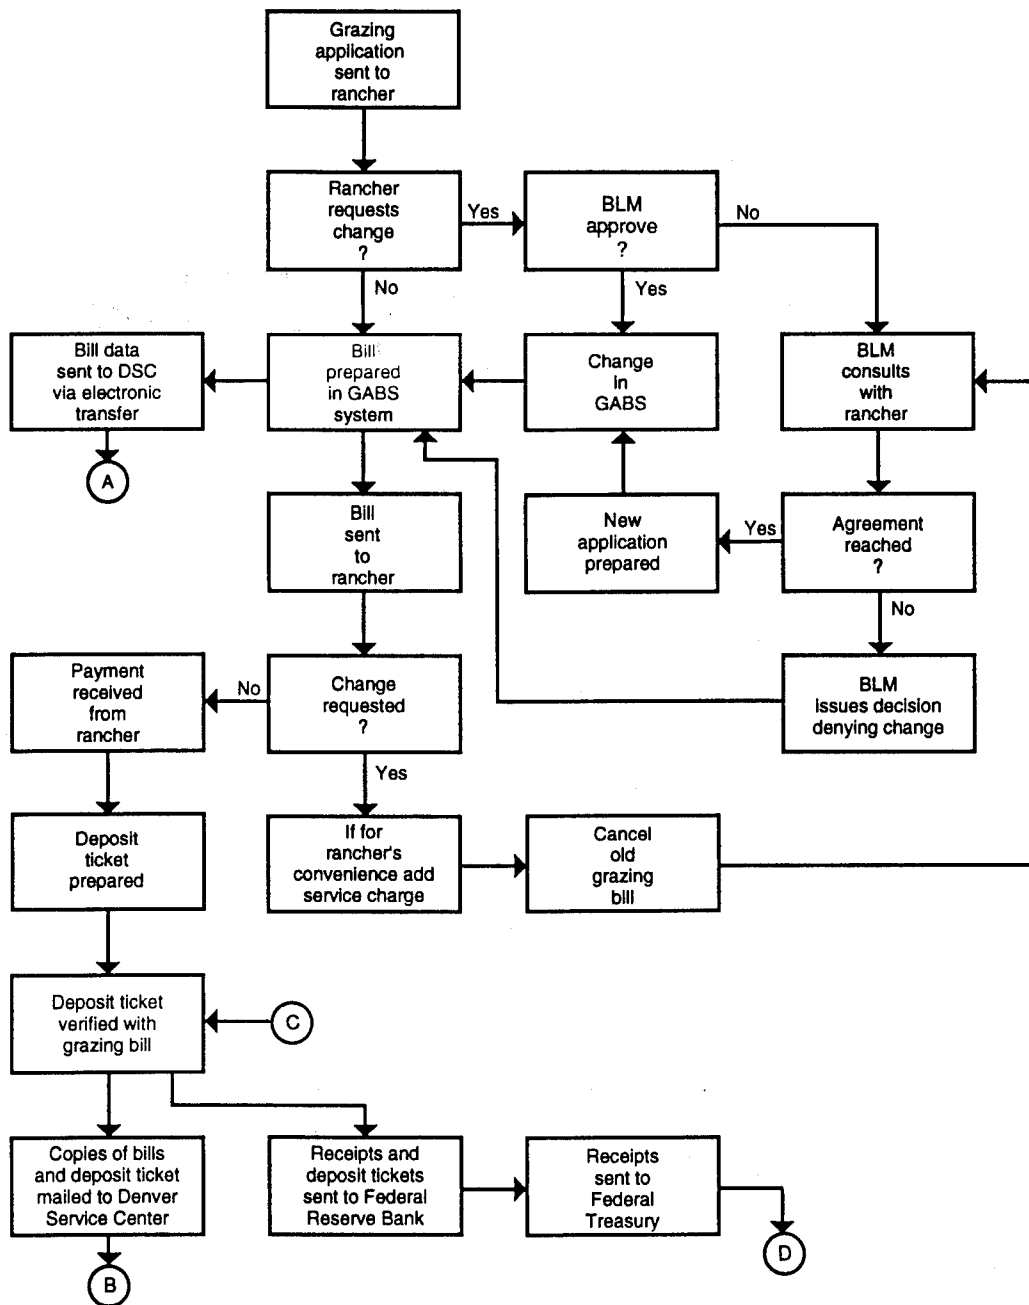 Grazing
application
sent to
rancher
Rancher
requests
change
?
Yes
BLM
approve
?
No
No
Yes
Bill data
sent to DSC
via electronic
transfer
Bill
prepared
in GABS
system
Change
in
GABS
BLM
consults
with
rancher
A
Bill
sent
to
rancher
New
application
prepared
Yes
Agreement
reached
?
No
Payment
received
from
rancher
No
Change
requested
?
BLM
issues decision
denying change
Yes
Deposit
ticket
prepared
If for
rancher's
convenience add
service charge
Cancel
old
grazing
bill
Deposit ticket
verified with
grazing bill
C
Copies of bills
and deposit ticket
mailed to Denver
Service Center
Receipts and
deposit tickets
sent to Federal
Reserve Bank
Receipts
sent to
Federal
Treasury
D
B